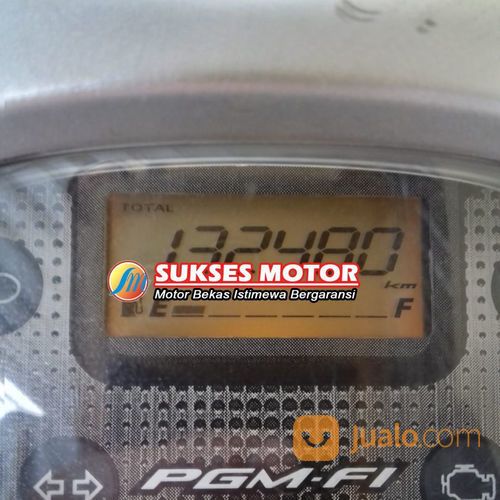 TOTAL
132480
km
SUKSES MOTOR
Motor Bekas Istimewa Bergaransi
E F
jualo.com
PGM-FI